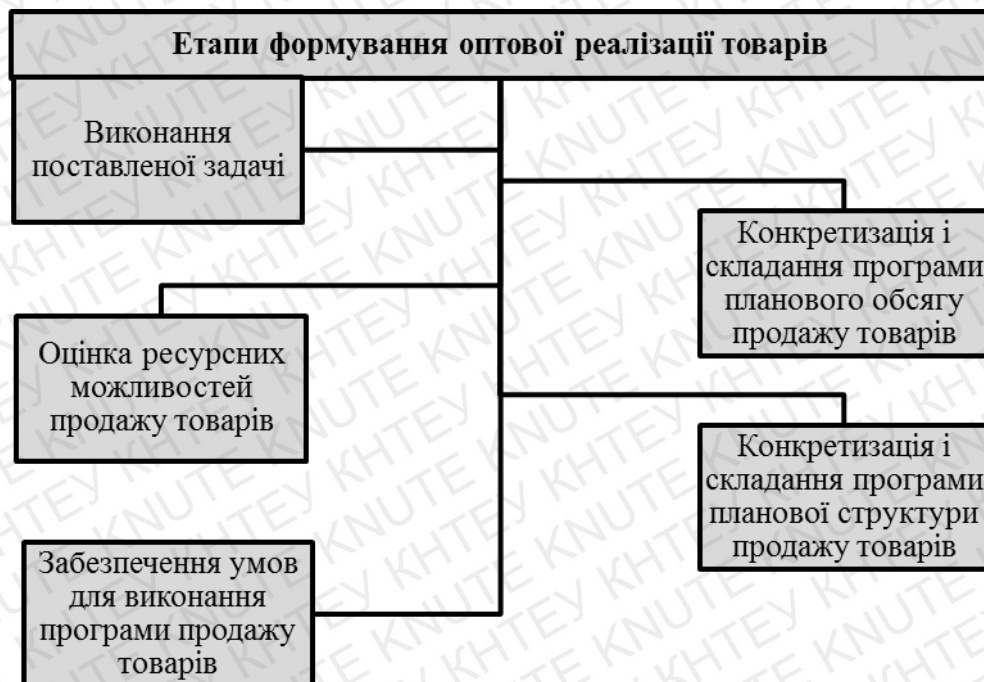 Етапи формування оптової реалізації товарів
Виконання
поставленої задачі
Конкретизація і
складання програми
планового обсягу
продажу товарів
Оцінка ресурсних
можливостей
продажу товарів
Конкретизація і
складання програми
планової структури
продажу товарів
Забезпечення умов
для виконання
програми продажу
товарів